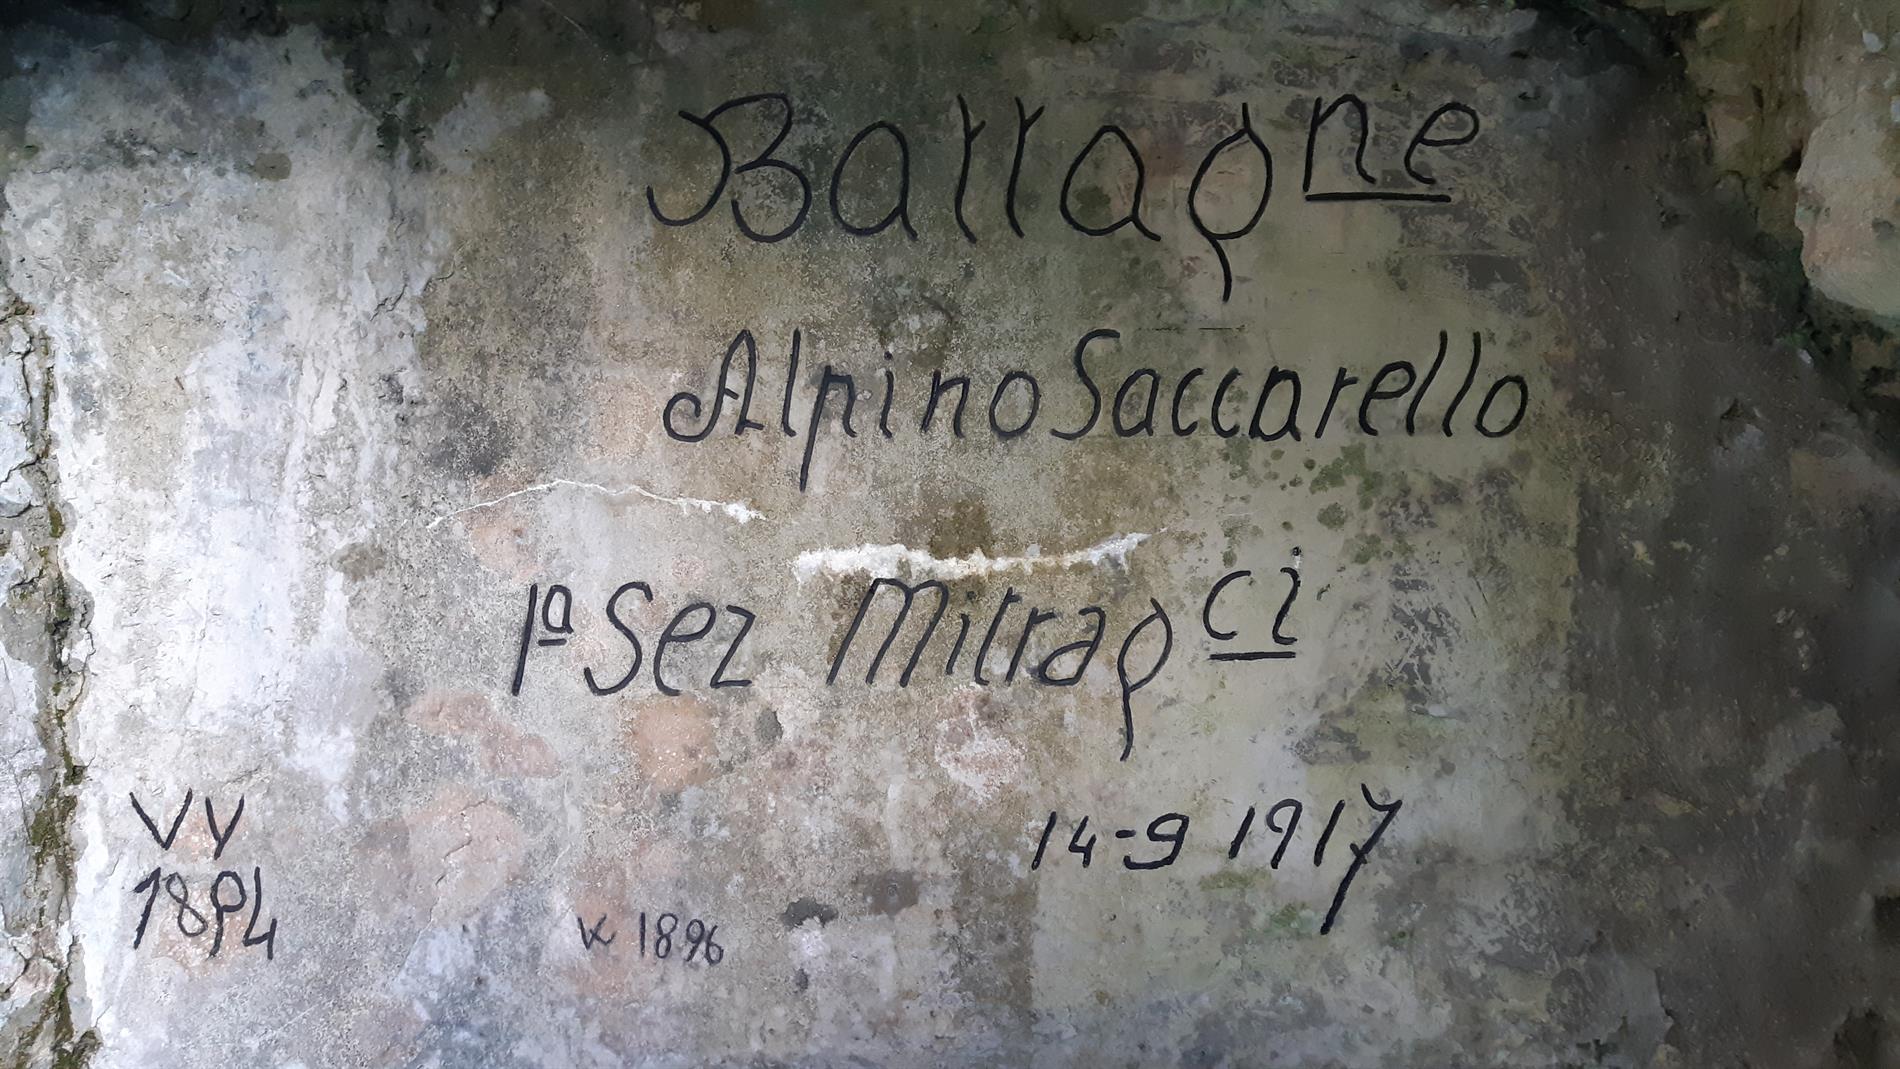 Battagne
Alpino Saccarello
1ª Sez Mitragci
14-9 1917
VY
1894
K 1896